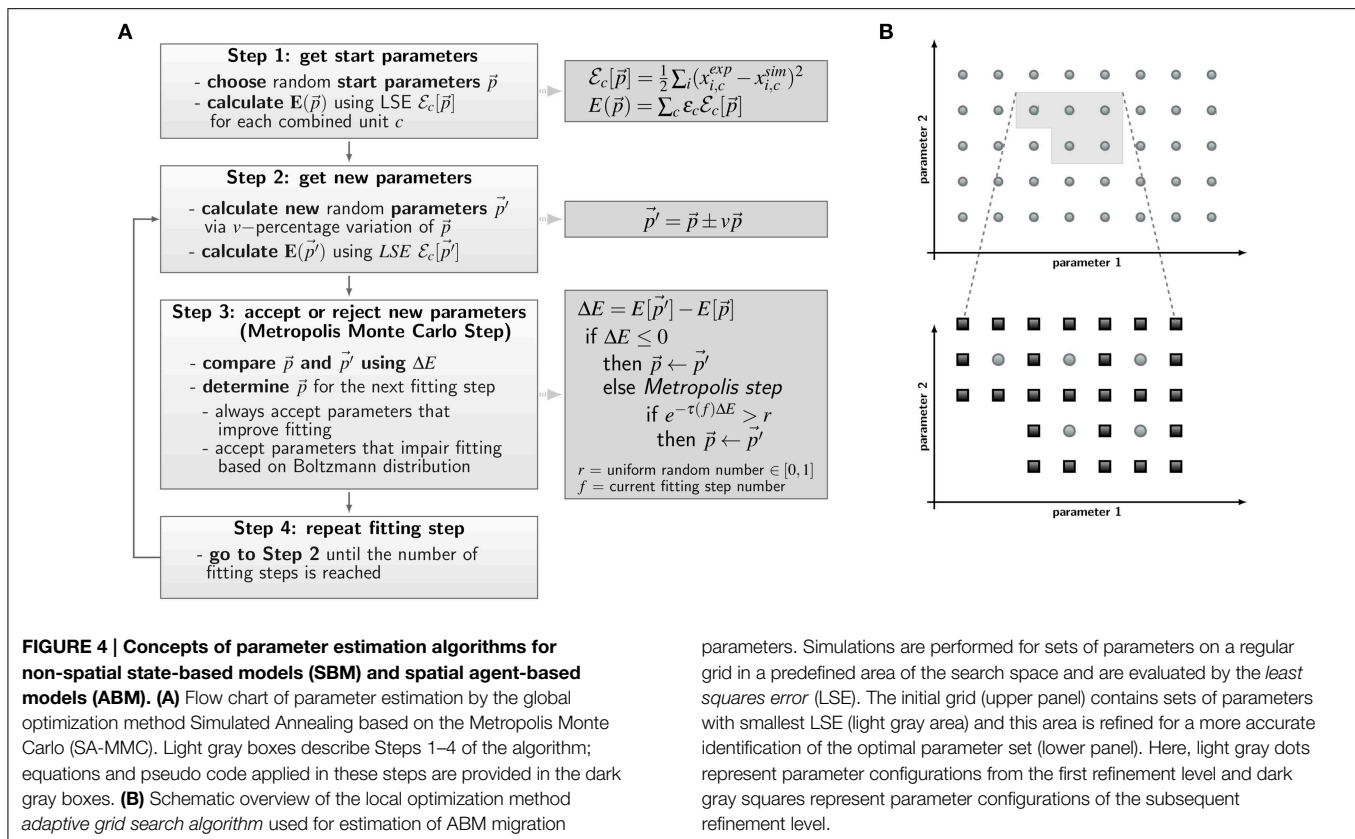 A
Step 1: get start parameters
- choose random start parameters p⃗
- calculate E(p⃗) using LSE ℰ_c[p⃗]
for each combined unit c
ℰ_c[p⃗] = ½ ∑_i(x_{i,c}^{exp} − x_{i,c}^{sim})²
E(p⃗) = ∑_c ε_c ℰ_c[p⃗]
Step 2: get new parameters
- calculate new random parameters p⃗′
via v−percentage variation of p⃗
- calculate E(p⃗′) using LSE ℰ_c[p⃗′]
p⃗′ = p⃗ ± vp⃗
Step 3: accept or reject new parameters
(Metropolis Monte Carlo Step)
- compare p⃗ and p⃗′ using ΔE
- determine p⃗ for the next fitting step
- always accept parameters that
improve fitting
- accept parameters that impair fitting
based on Boltzmann distribution
ΔE = E[p⃗′] − E[p⃗]
if ΔE ≤ 0
then p⃗ ← p⃗′
else Metropolis step
if e^{−τ(f)ΔE} > r
then p⃗ ← p⃗′
r = uniform random number ∈ [0,1]
f = current fitting step number
Step 4: repeat fitting step
- go to Step 2 until the number of
fitting steps is reached
B
parameter 2
parameter 1
parameter 2
parameter 1
FIGURE 4 | Concepts of parameter estimation algorithms for
non-spatial state-based models (SBM) and spatial agent-based
models (ABM). (A) Flow chart of parameter estimation by the global
optimization method Simulated Annealing based on the Metropolis Monte
Carlo (SA-MMC). Light gray boxes describe Steps 1–4 of the algorithm;
equations and pseudo code applied in these steps are provided in the dark
gray boxes. (B) Schematic overview of the local optimization method
adaptive grid search algorithm used for estimation of ABM migration
parameters. Simulations are performed for sets of parameters on a regular
grid in a predefined area of the search space and are evaluated by the least
squares error (LSE). The initial grid (upper panel) contains sets of parameters
with smallest LSE (light gray area) and this area is refined for a more accurate
identification of the optimal parameter set (lower panel). Here, light gray dots
represent parameter configurations from the first refinement level and dark
gray squares represent parameter configurations of the subsequent
refinement level.